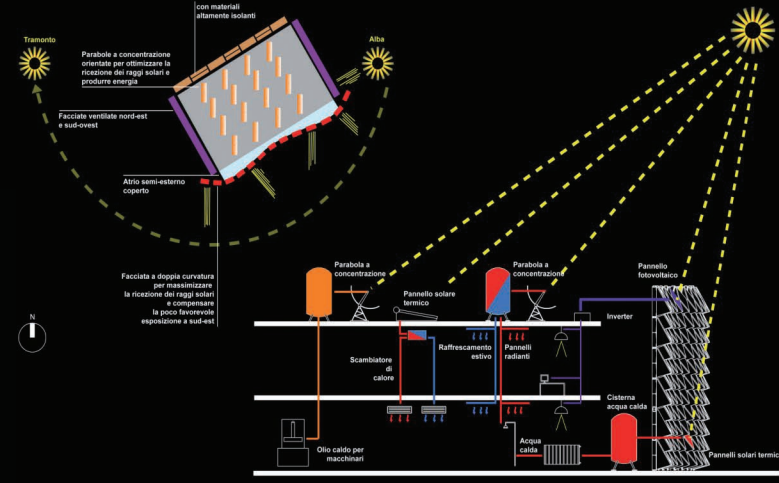 con materiali
altamente isolanti
Tramonto
Alba
Parabole a concentrazione
orientate per ottimizzare la
ricezione dei raggi solari e
produrre energia
Facciate ventilate nord-est
e sud-ovest
Atrio semi-esterno
coperto
Facciata a doppia curvatura
per massimizzare
la ricezione dei raggi solari
e compensare
la poco favorevole
esposizione a sud-est
N
Parabola a
concentrazione
Pannello solare
termico
Parabola a
concentrazione
Pannello
fotovoltaico
Inverter
Scambiatore
di
calore
Raffrescamento
estivo
Pannelli
radianti
Cisterna
acqua calda
Olio caldo per
macchinari
Acqua
calda
Pannelli solari termic